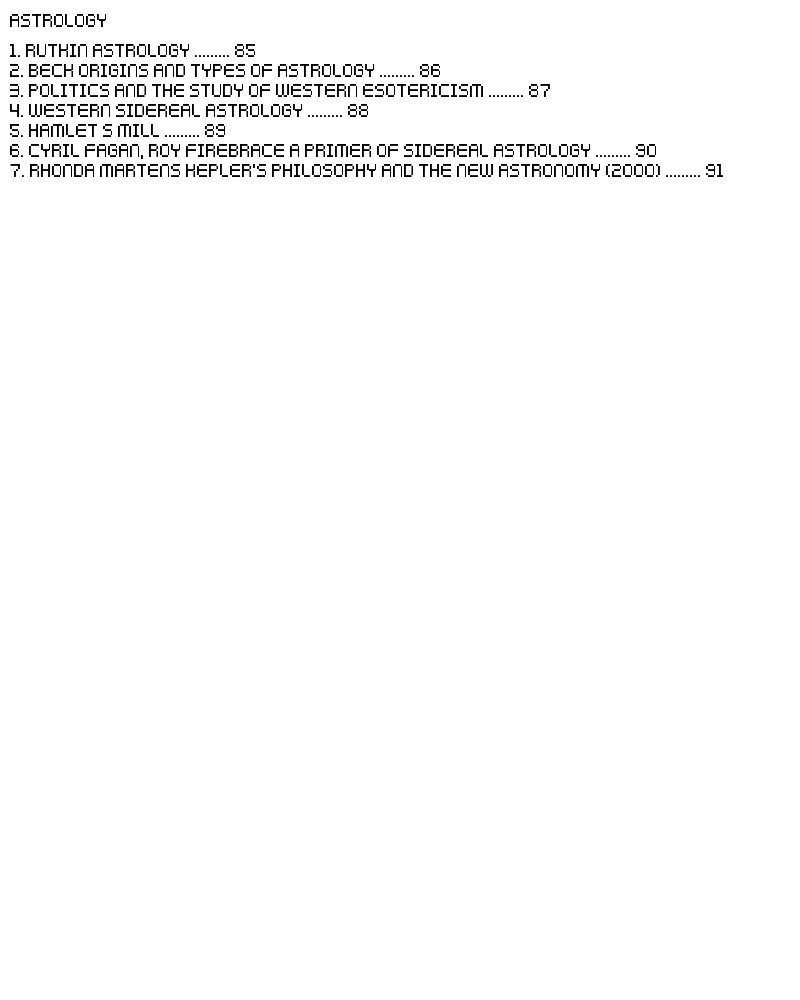 ASTROLOGY
1. RUTKIN ASTROLOGY ......... 85
2. BECK ORIGINS AND TYPES OF ASTROLOGY ......... 86
3. POLITICS AND THE STUDY OF WESTERN ESOTERICISM ......... 87
4. WESTERN SIDEREAL ASTROLOGY ......... 88
5. HAMLET S MILL ......... 89
6. CYRIL FAGAN, ROY FIREBRACE A PRIMER OF SIDEREAL ASTROLOGY ......... 90
7. RHONDA MARTENS KEPLER'S PHILOSOPHY AND THE NEW ASTRONOMY (2000) ......... 91